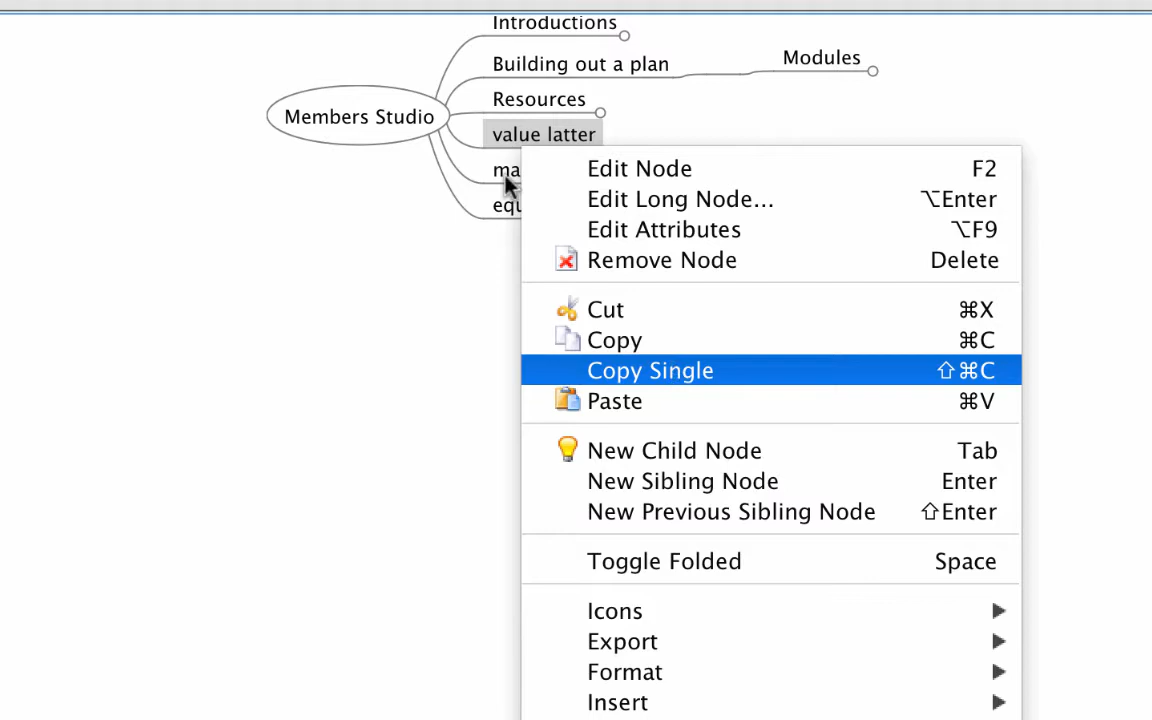 Introductions
Building out a plan
Modules
Members Studio
Resources
value latter
Edit Node F2
Edit Long Node... ⌥Enter
Edit Attributes ⌥F9
Remove Node Delete
Cut ⌘X
Copy ⌘C
Copy Single ⇧⌘C
Paste ⌘V
New Child Node Tab
New Sibling Node Enter
New Previous Sibling Node ⇧Enter
Toggle Folded Space
Icons
Export
Format
Insert